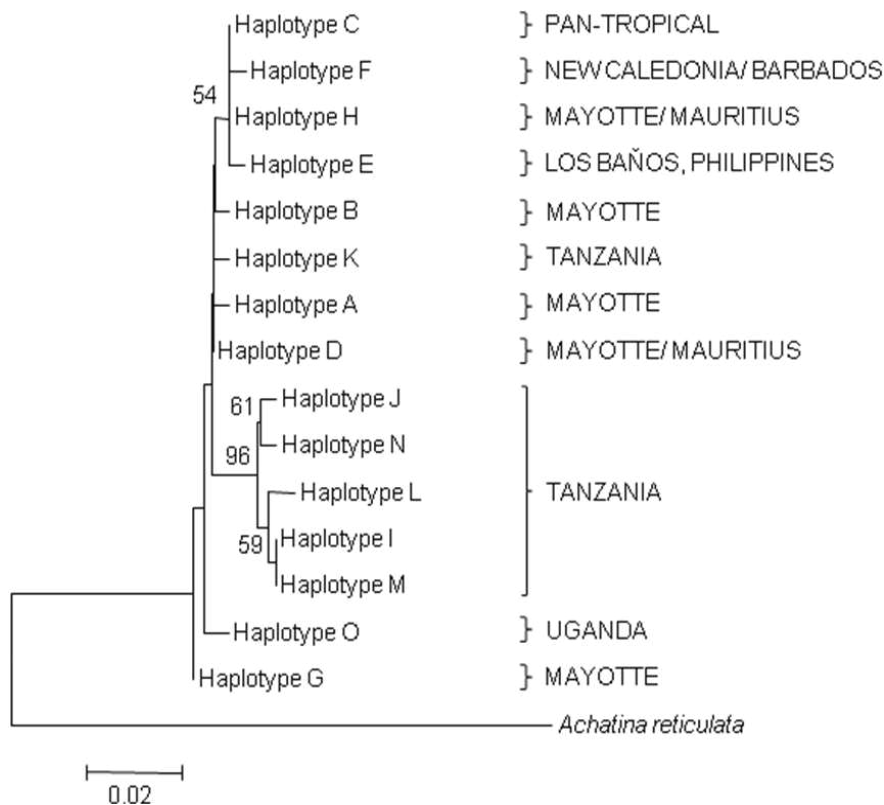 Haplotype C } PAN-TROPICAL
Haplotype F } NEW CALEDONIA/ BARBADOS
54
Haplotype H } MAYOTTE/ MAURITIUS
Haplotype E } LOS BAŇOS, PHILIPPINES
Haplotype B } MAYOTTE
Haplotype K } TANZANIA
Haplotype A } MAYOTTE
Haplotype D } MAYOTTE/ MAURITIUS
61 Haplotype J
96 Haplotype N
Haplotype L } TANZANIA
59 Haplotype I
Haplotype M
Haplotype O } UGANDA
Haplotype G } MAYOTTE
Achatina reticulata
0.02